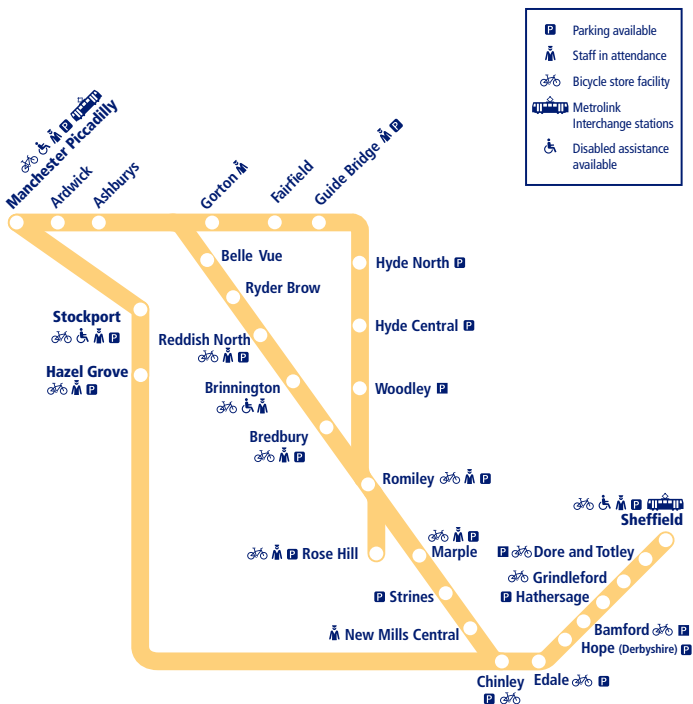 P Parking available
Staff in attendance
Bicycle store facility
Metrolink
Interchange stations
Disabled assistance
available
P
Manchester Piccadilly
Ardwick
Ashburys
Gorton
Fairfield
Guide Bridge P
Belle Vue
Hyde North P
Ryder Brow
Stockport
P
Hyde Central P
Reddish North
P
Hazel Grove
P
Brinnington
Woodley P
Bredbury
P
Romiley P
P
Sheffield
P
Marple
P Rose Hill
P Dore and Totley
Grindleford
P Strines
P Hathersage
New Mills Central
Bamford P
Hope (Derbyshire) P
Chinley
P
Edale P